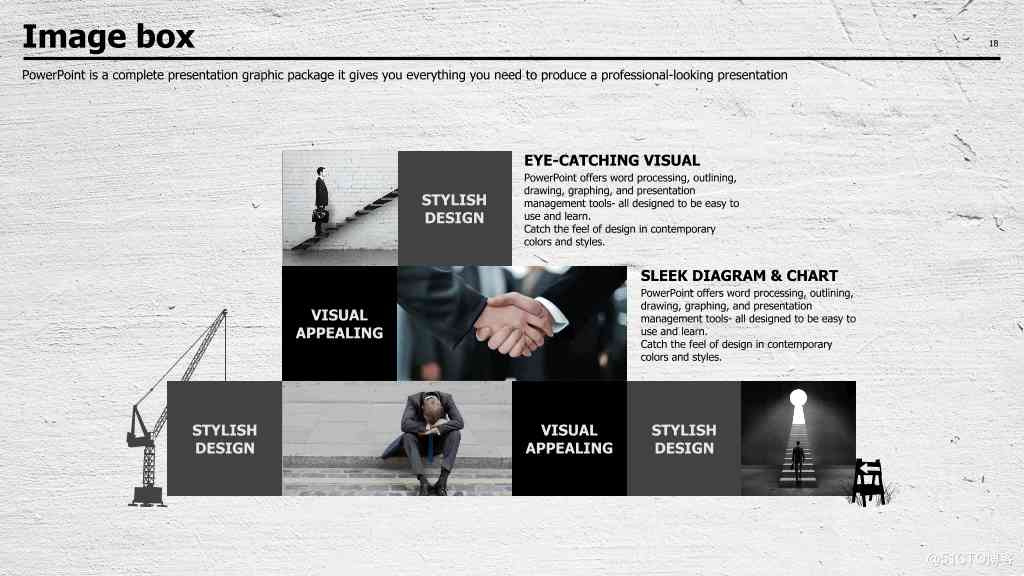 Image box
18
PowerPoint is a complete presentation graphic package it gives you everything you need to produce a professional-looking presentation
STYLISH
DESIGN
EYE-CATCHING VISUAL
PowerPoint offers word processing, outlining,
drawing, graphing, and presentation
management tools- all designed to be easy to
use and learn.
Catch the feel of design in contemporary
colors and styles.
VISUAL
APPEALING
SLEEK DIAGRAM & CHART
PowerPoint offers word processing, outlining,
drawing, graphing, and presentation
management tools- all designed to be easy to
use and learn.
Catch the feel of design in contemporary
colors and styles.
STYLISH
DESIGN
VISUAL
APPEALING
STYLISH
DESIGN
@51CTO博客